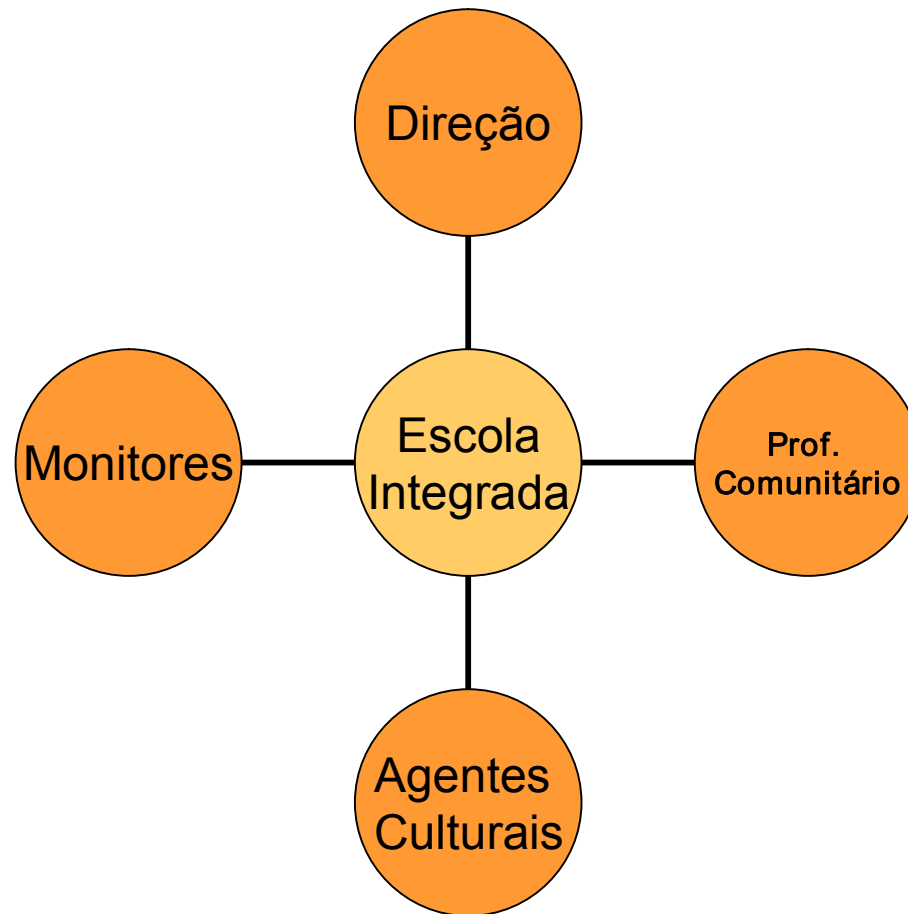 Direção
Monitores
Escola
Integrada
Prof.
Comunitário
Agentes
Culturais